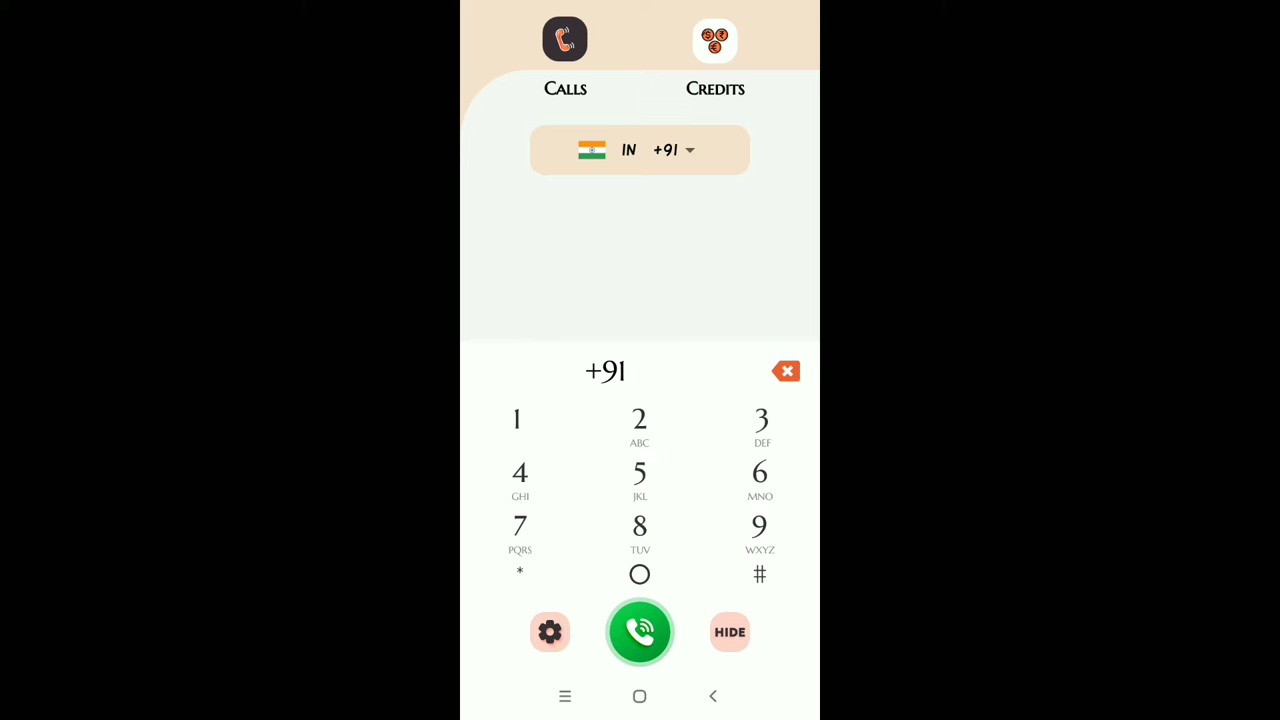 Calls Credits
IN +91
+91
1 2 3
ABC DEF
4 5 6
GHI JKL MNO
7 8 9
PQRS TUV WXYZ
* 0 #
HIDE